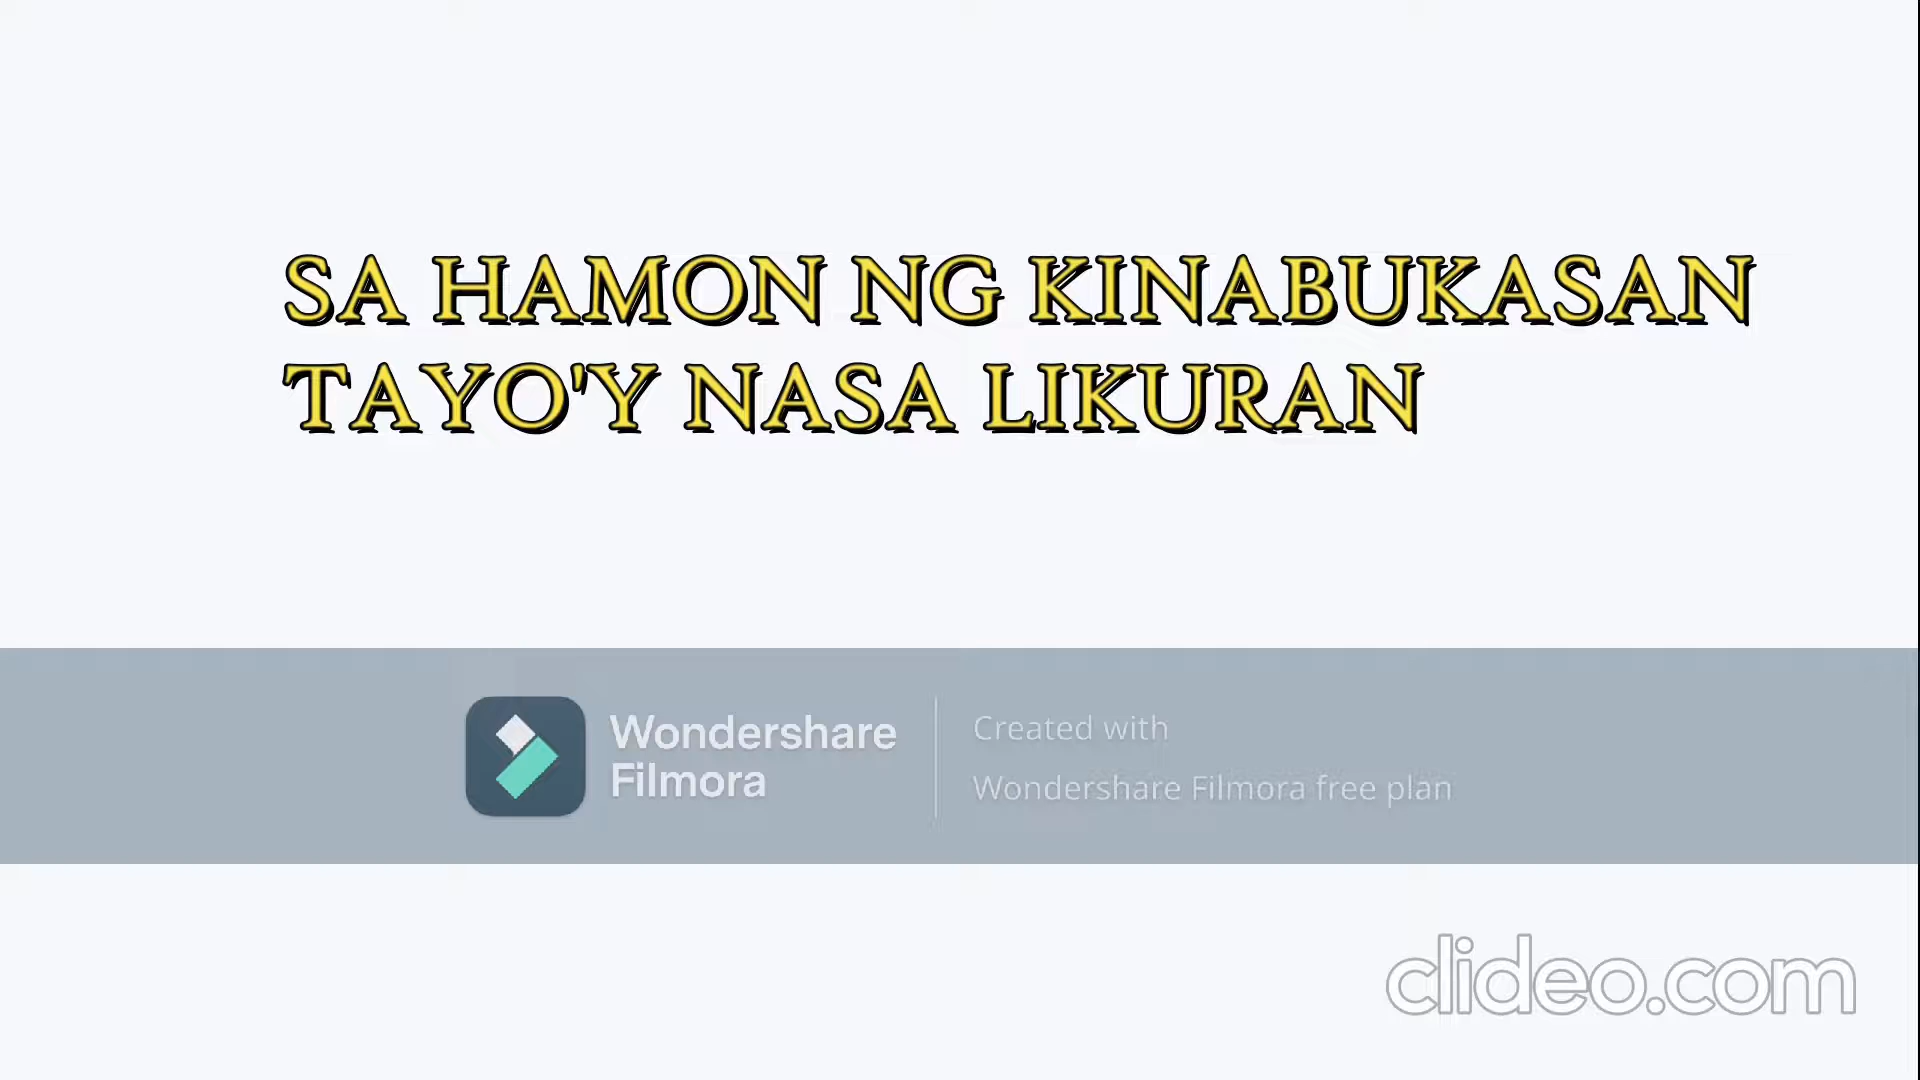 SA HAMON NG KINABUKASAN
TAYO'Y NASA LIKURAN
Wondershare
Filmora
Created with
Wondershare Filmora free plan
clideo.com